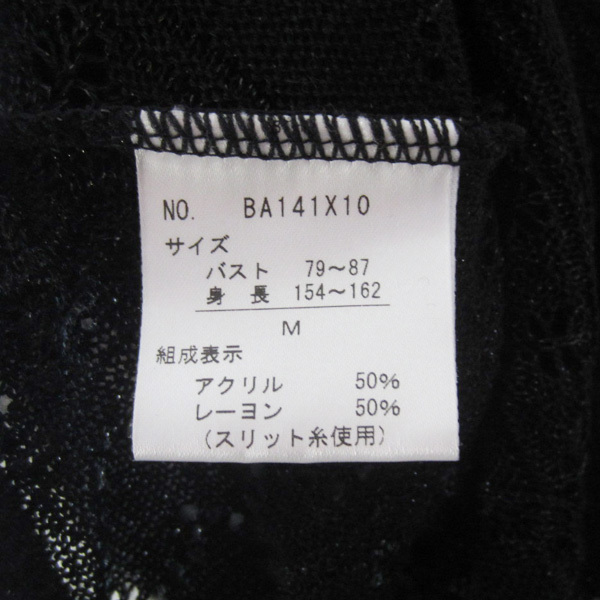 NO. BA141X10
サイズ
バスト 79～87
身長 154～162
M
組成表示
アクリル 50%
レーヨン 50%
(スリット糸使用)